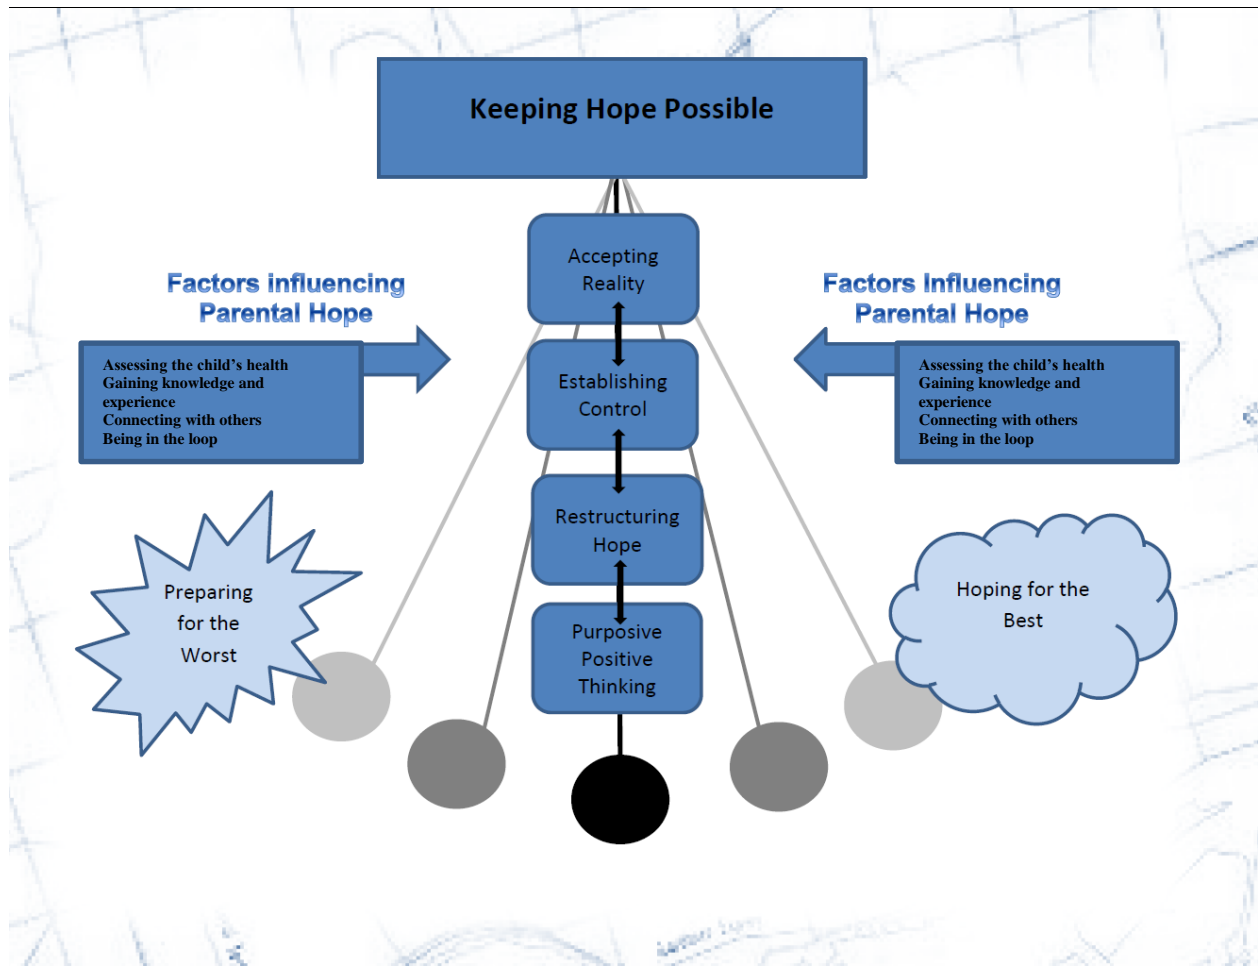 Keeping Hope Possible
Accepting
Reality
Factors influencing
Parental Hope
Factors Influencing
Parental Hope
Assessing the child’s health
Gaining knowledge and
experience
Connecting with others
Being in the loop
Establishing
Control
Assessing the child’s health
Gaining knowledge and
experience
Connecting with others
Being in the loop
Restructuring
Hope
Preparing
for the
Worst
Hoping for the
Best
Purposive
Positive
Thinking